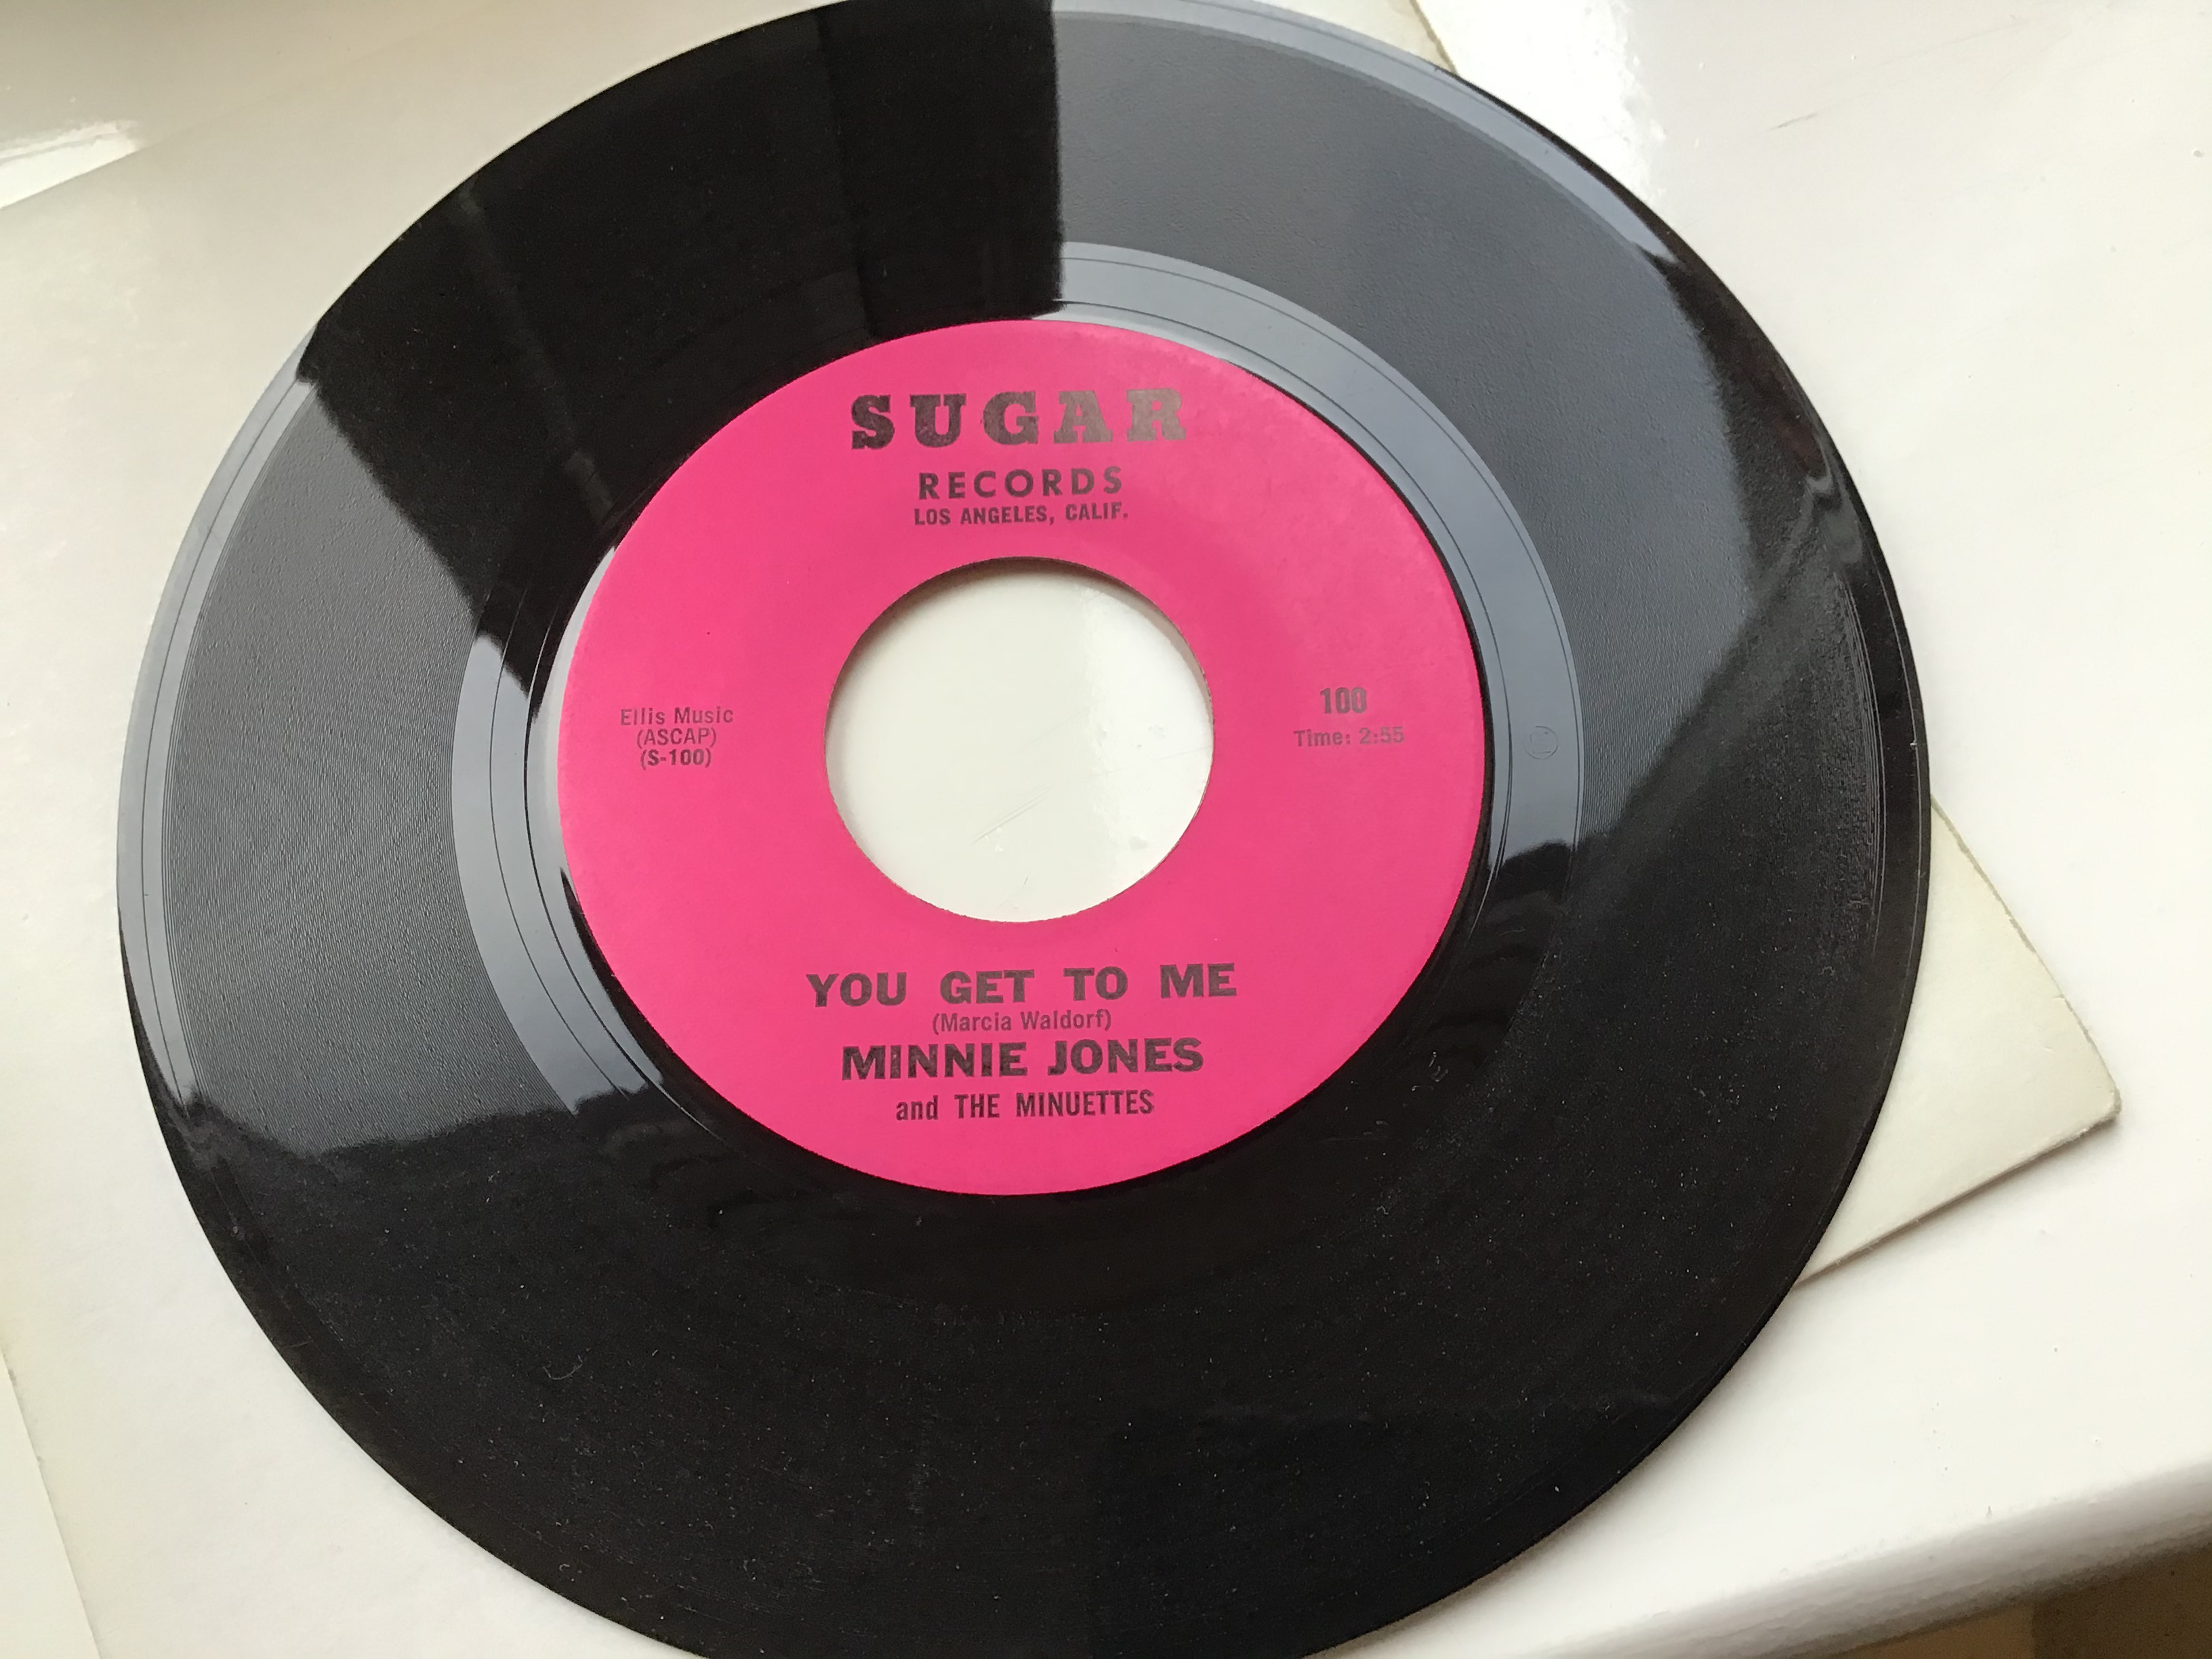 SUGAR
RECORDS
LOS ANGELES, CALIF.
Ellis Music
(ASCAP)
(S-100)
100
Time: 2:55
YOU GET TO ME
(Marcia Waldorf)
MINNIE JONES
and THE MINUETTES